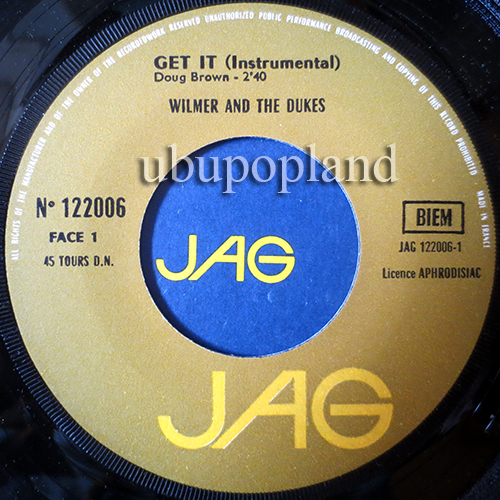 ALL RIGHTS OF THE MANUFACTURER AND OF THE OWNER OF THE RECORDERWORK RESERVED UNAUTHORIZED PUBLIC PERFORMANCE BROADCASTING AND COPYING OF THIS RECORD PROHIBITED - MADE IN FRANCE
GET IT (Instrumental)
Doug Brown - 2'40
WILMER AND THE DUKES
ubupopland
N° 122006
FACE 1
45 TOURS D.N.
BIEM
JAG 122006-1
Licence APHRODISIAC
JAG
JAG